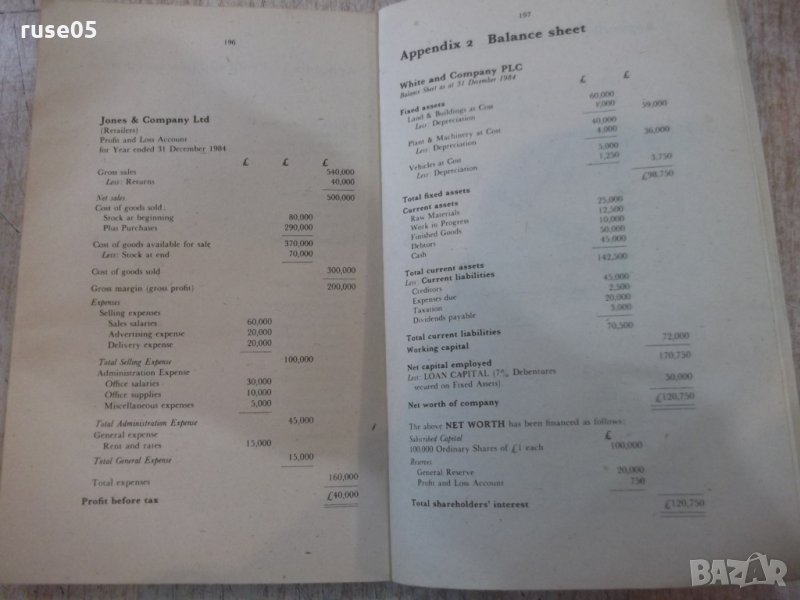 ruse05
196
Jones & Company Ltd
(Retailers)
Profit and Loss Account
for Year ended 31 December 1984
£ £ £
Gross sales 540,000
Less: Returns 40,000
Net sales 500,000
Cost of goods sold:
Stock at beginning 80,000
Plus Purchases 290,000
Cost of goods available for sale 370,000
Less: Stock at end 70,000
Cost of goods sold 300,000
Gross margin (gross profit) 200,000
Expenses
Selling expenses
Sales salaries 60,000
Advertising expense 20,000
Delivery expense 20,000
Total Selling Expense 100,000
Administration Expense
Office salaries 30,000
Office supplies 10,000
Miscellaneous expenses 5,000
Total Administration Expense 45,000
General expense
Rent and rates 15,000
Total General Expense 15,000
Total expenses 160,000
Profit before tax £40,000
197
Appendix 2 Balance sheet
White and Company PLC
Balance Sheet as at 31 December 1984
£ £
Fixed assets
Land & Buildings at Cost 60,000
Less: Depreciation 1,000 59,000
Plant & Machinery at Cost 40,000
Less: Depreciation 4,000 36,000
Vehicles at Cost 5,000
Less: Depreciation 1,250 3,750
Total fixed assets £98,750
Current assets
Raw Materials 25,000
Work in Progress 12,500
Finished Goods 10,000
Debtors 50,000
Cash 45,000
Total current assets 142,500
Less: Current liabilities
Creditors 45,000
Expenses due 2,500
Taxation 20,000
Dividends payable 3,000
Total current liabilities 70,500
Working capital 72,000
Net capital employed 170,750
Less: LOAN CAPITAL (7% Debentures
secured on Fixed Assets) 50,000
Net worth of company £120,750
The above NET WORTH has been financed as follows:
Subscribed Capital £
100,000 Ordinary Shares of £1 each 100,000
Reserves
General Reserve 20,000
Profit and Loss Account 750
Total shareholders' interest £120,750
BAZAR
.bg